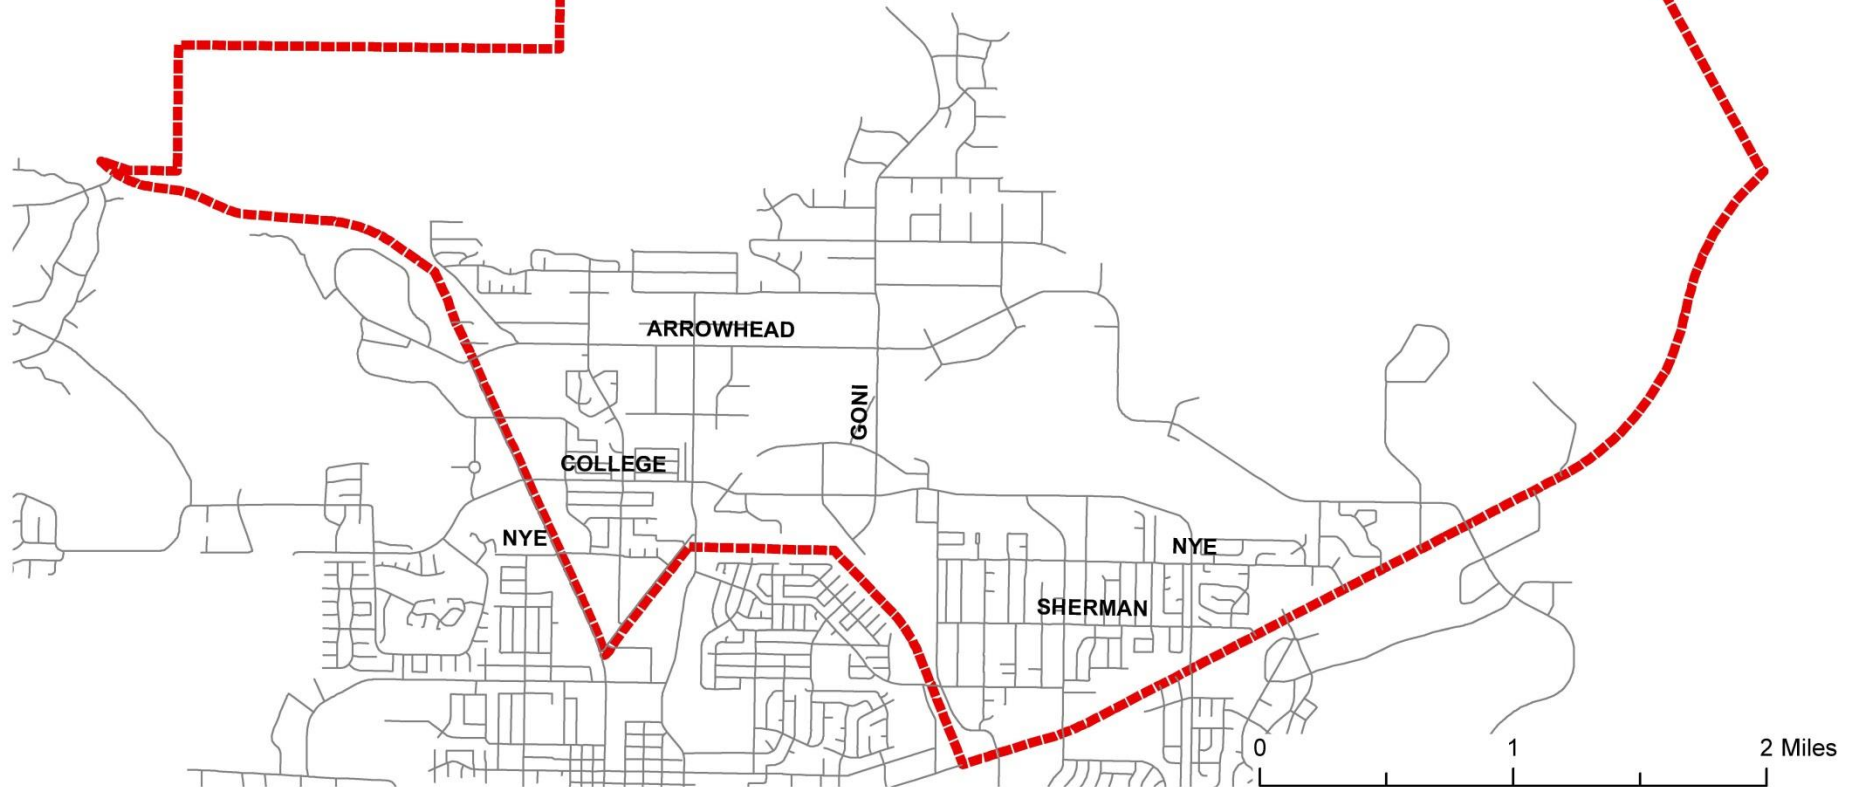 ARROWHEAD
GONI
COLLEGE
NYE
NYE
SHERMAN
0 1 2 Miles